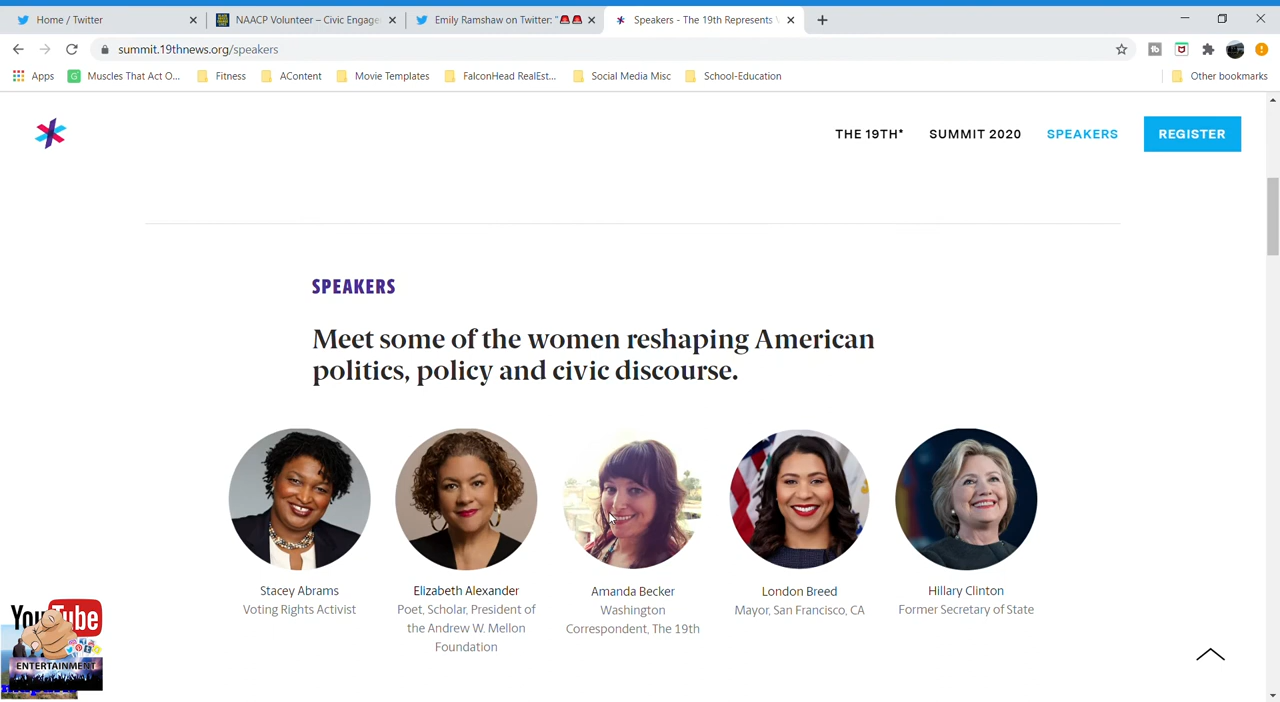 Home / Twitter
NAACP Volunteer – Civic Engage
Emily Ramshaw on Twitter: "🚨🚨
Speakers - The 19th Represents
summit.19thnews.org/speakers
Apps
Muscles That Act O...
Fitness
AContent
Movie Templates
FalconHead RealEst...
Social Media Misc
School-Education
Other bookmarks
THE 19TH*
SUMMIT 2020
SPEAKERS
REGISTER
SPEAKERS
Meet some of the women reshaping American
politics, policy and civic discourse.
Stacey Abrams
Voting Rights Activist
Elizabeth Alexander
Poet, Scholar, President of
the Andrew W. Mellon
Foundation
Amanda Becker
Washington
Correspondent, The 19th
London Breed
Mayor, San Francisco, CA
Hillary Clinton
Former Secretary of State
YouTube
ENTERTAINMENT